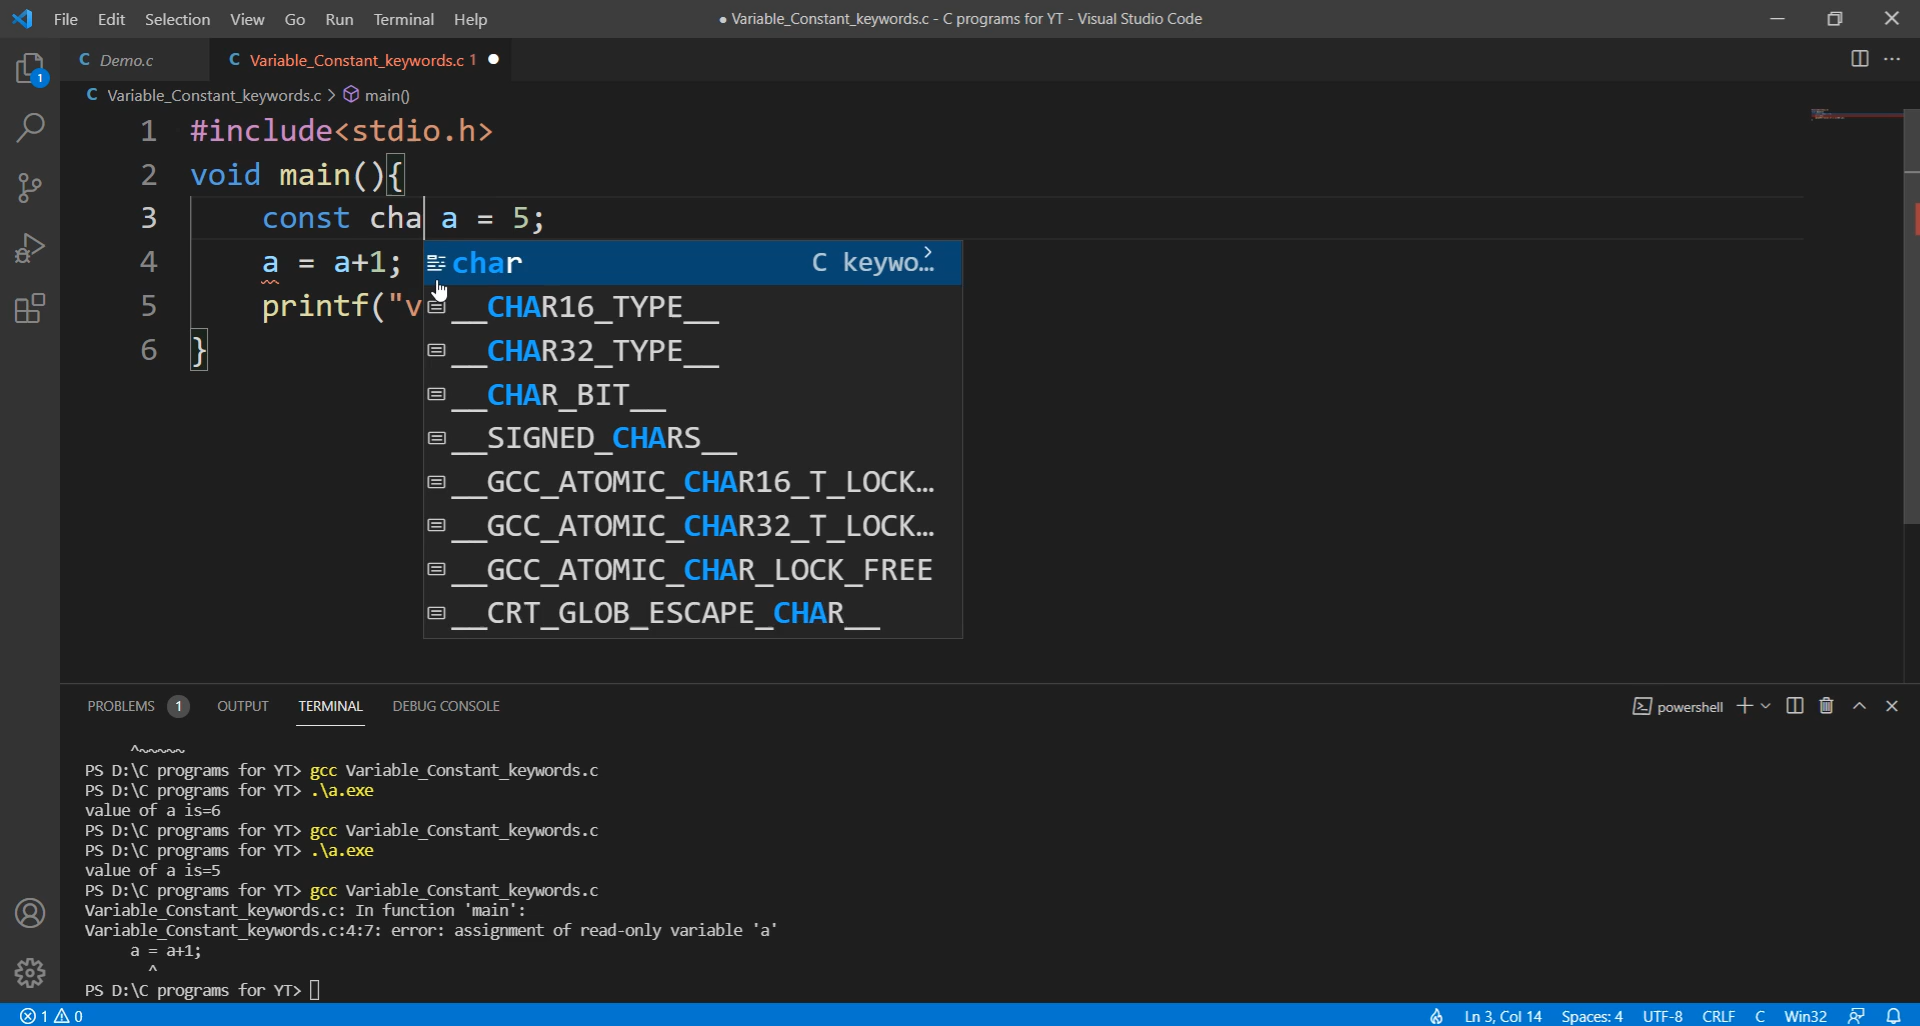 File Edit Selection View Go Run Terminal Help
● Variable_Constant_keywords.c - C programs for YT - Visual Studio Code
1
C Demo.c
C Variable_Constant_keywords.c 1 ●
C Variable_Constant_keywords.c > main()
1 #include<stdio.h>
2 void main(){
3 const cha a = 5;
4 a = a+1;
5 printf("v
6 }
char C keywo…
__CHAR16_TYPE__
__CHAR32_TYPE__
__CHAR_BIT__
__SIGNED_CHARS__
__GCC_ATOMIC_CHAR16_T_LOCK…
__GCC_ATOMIC_CHAR32_T_LOCK…
__GCC_ATOMIC_CHAR_LOCK_FREE
__CRT_GLOB_ESCAPE_CHAR__
PROBLEMS 1 OUTPUT TERMINAL DEBUG CONSOLE
powershell
^~~~~~
PS D:\C programs for YT> gcc Variable_Constant_keywords.c
PS D:\C programs for YT> .\a.exe
value of a is=6
PS D:\C programs for YT> gcc Variable_Constant_keywords.c
PS D:\C programs for YT> .\a.exe
value of a is=5
PS D:\C programs for YT> gcc Variable_Constant_keywords.c
Variable_Constant_keywords.c: In function 'main':
Variable_Constant_keywords.c:4:7: error: assignment of read-only variable 'a'
a = a+1;
^
PS D:\C programs for YT>
1 0
Ln 3, Col 14 Spaces: 4 UTF-8 CRLF C Win32